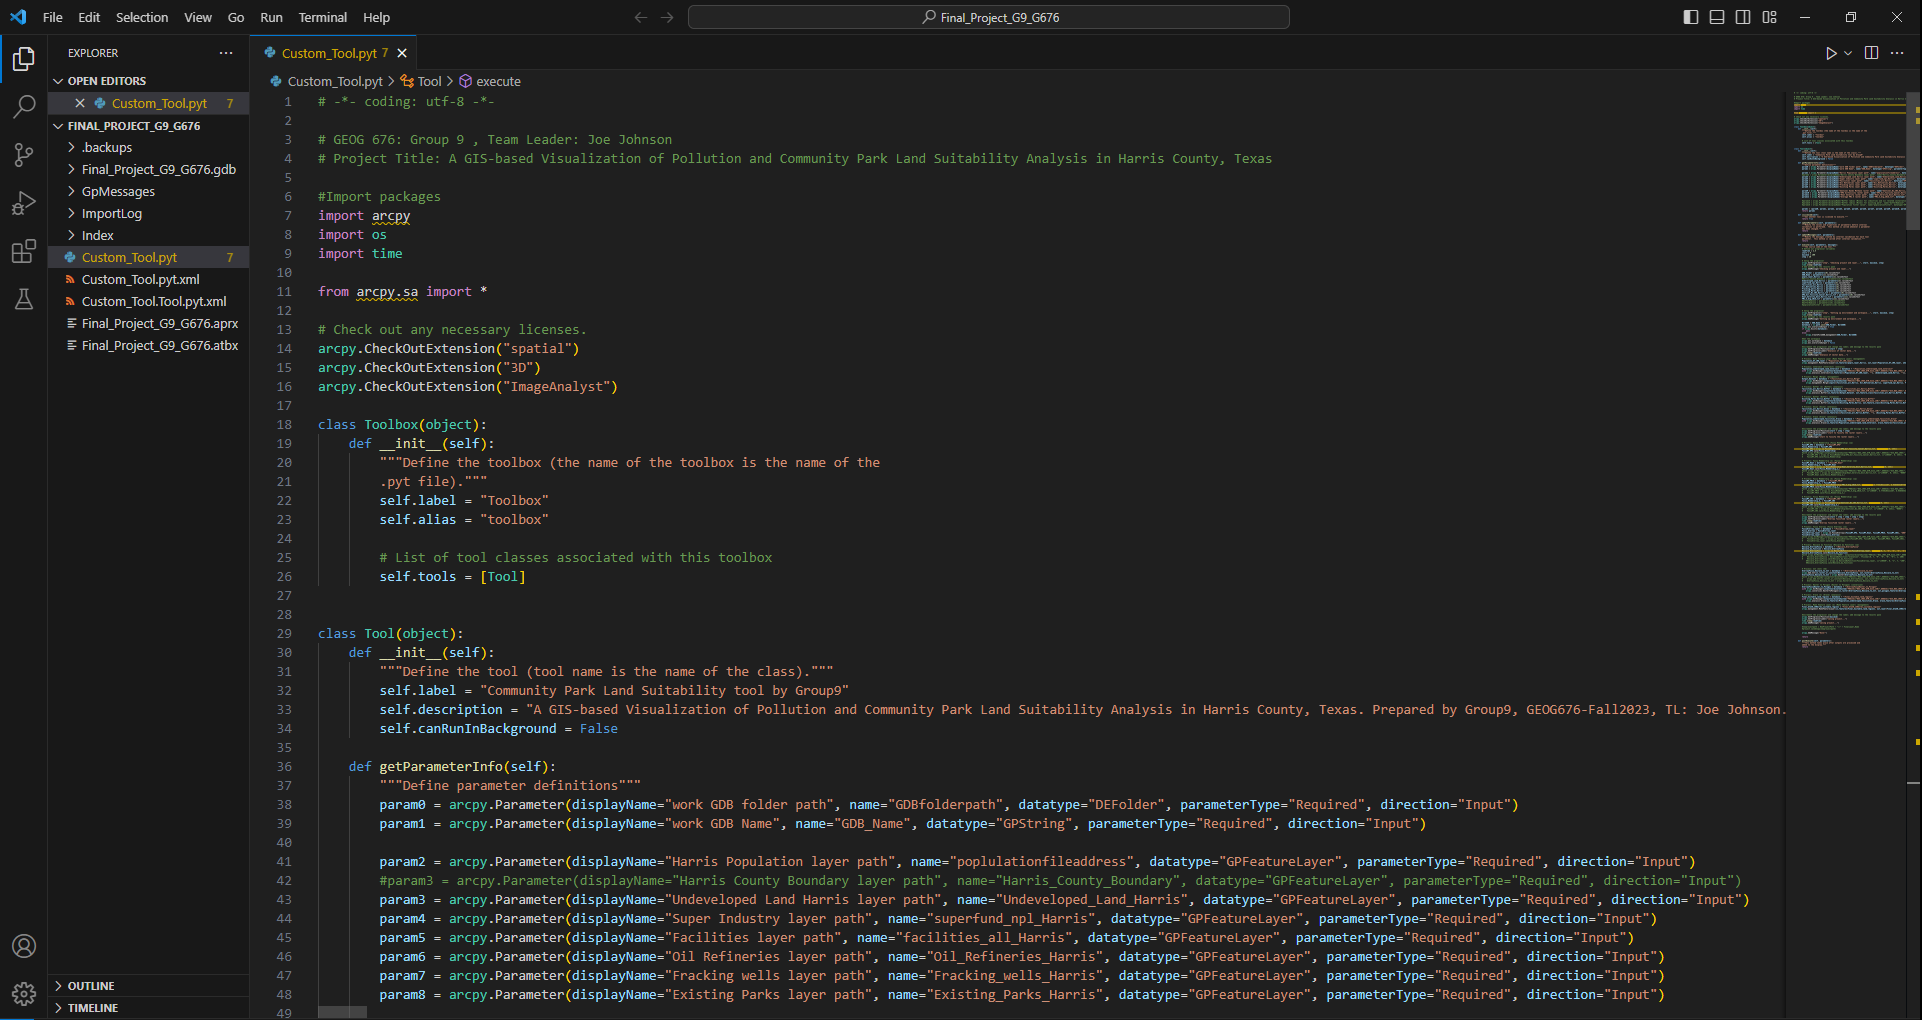 File Edit Selection View Go Run Terminal Help
Final_Project_G9_G676
EXPLORER
OPEN EDITORS
Custom_Tool.pyt 7
FINAL_PROJECT_G9_G676
.backups
Final_Project_G9_G676.gdb
GpMessages
ImportLog
Index
Custom_Tool.pyt 7
Custom_Tool.pyt.xml
Custom_Tool.Tool.pyt.xml
Final_Project_G9_G676.aprx
Final_Project_G9_G676.atbx
OUTLINE
TIMELINE
Custom_Tool.pyt 7
Custom_Tool.pyt > Tool > execute
1 # -*- coding: utf-8 -*-
2
3 # GEOG 676: Group 9 , Team Leader: Joe Johnson
4 # Project Title: A GIS-based Visualization of Pollution and Community Park Land Suitability Analysis in Harris County, Texas
5
6 #Import packages
7 import arcpy
8 import os
9 import time
10
11 from arcpy.sa import *
12
13 # Check out any necessary licenses.
14 arcpy.CheckOutExtension("spatial")
15 arcpy.CheckOutExtension("3D")
16 arcpy.CheckOutExtension("ImageAnalyst")
17
18 class Toolbox(object):
19 def __init__(self):
20 """Define the toolbox (the name of the toolbox is the name of the
21 .pyt file)."""
22 self.label = "Toolbox"
23 self.alias = "toolbox"
24
25 # List of tool classes associated with this toolbox
26 self.tools = [Tool]
27
28
29 class Tool(object):
30 def __init__(self):
31 """Define the tool (tool name is the name of the class)."""
32 self.label = "Community Park Land Suitability tool by Group9"
33 self.description = "A GIS-based Visualization of Pollution and Community Park Land Suitability Analysis in Harris County, Texas. Prepared by Group9, GEOG676-Fall2023, TL: Joe Johnson.
34 self.canRunInBackground = False
35
36 def getParameterInfo(self):
37 """Define parameter definitions"""
38 param0 = arcpy.Parameter(displayName="work GDB folder path", name="GDBfolderpath", datatype="DEFolder", parameterType="Required", direction="Input")
39 param1 = arcpy.Parameter(displayName="work GDB Name", name="GDB_Name", datatype="GPString", parameterType="Required", direction="Input")
40
41 param2 = arcpy.Parameter(displayName="Harris Population layer path", name="poplulationfileaddress", datatype="GPFeatureLayer", parameterType="Required", direction="Input")
42 #param3 = arcpy.Parameter(displayName="Harris County Boundary layer path", name="Harris_County_Boundary", datatype="GPFeatureLayer", parameterType="Required", direction="Input")
43 param3 = arcpy.Parameter(displayName="Undeveloped Land Harris layer path", name="Undeveloped_Land_Harris", datatype="GPFeatureLayer", parameterType="Required", direction="Input")
44 param4 = arcpy.Parameter(displayName="Super Industry layer path", name="superfund_npl_Harris", datatype="GPFeatureLayer", parameterType="Required", direction="Input")
45 param5 = arcpy.Parameter(displayName="Facilities layer path", name="facilities_all_Harris", datatype="GPFeatureLayer", parameterType="Required", direction="Input")
46 param6 = arcpy.Parameter(displayName="Oil Refineries layer path", name="Oil_Refineries_Harris", datatype="GPFeatureLayer", parameterType="Required", direction="Input")
47 param7 = arcpy.Parameter(displayName="Fracking wells layer path", name="Fracking_wells_Harris", datatype="GPFeatureLayer", parameterType="Required", direction="Input")
48 param8 = arcpy.Parameter(displayName="Existing Parks layer path", name="Existing_Parks_Harris", datatype="GPFeatureLayer", parameterType="Required", direction="Input")
49